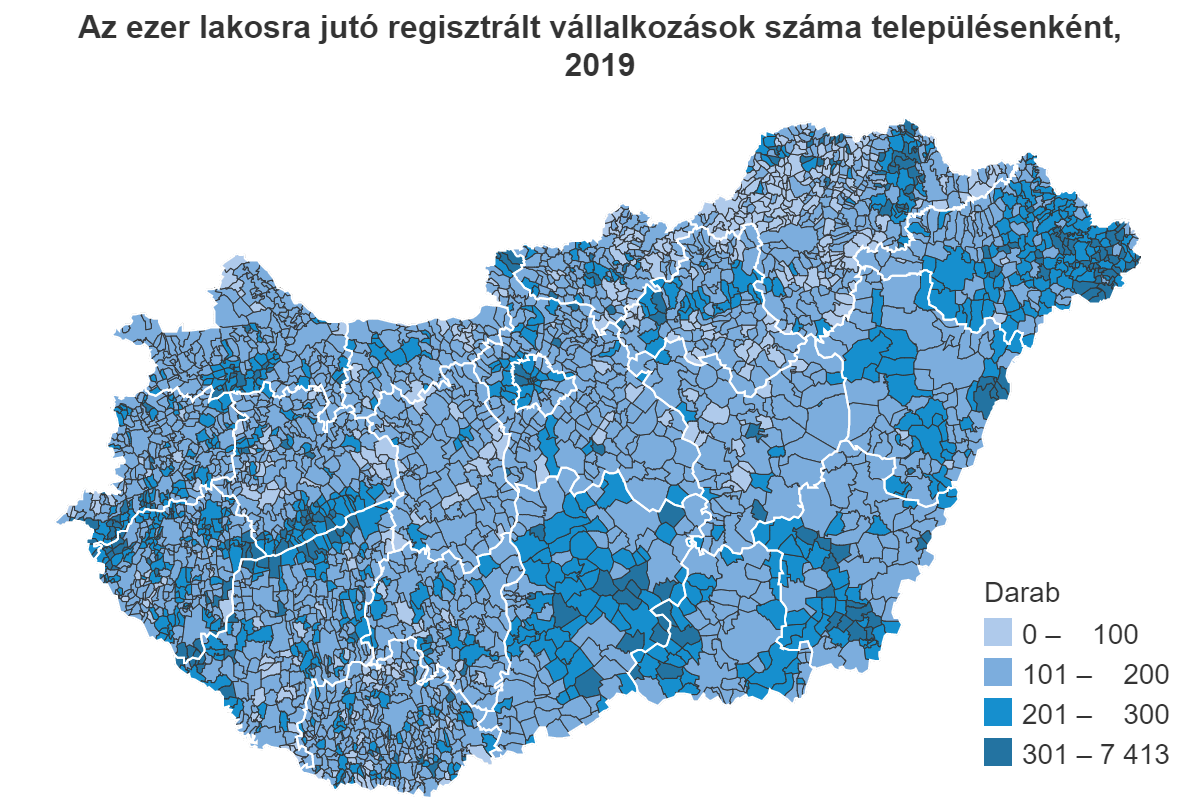 Az ezer lakosra jutó regisztrált vállalkozások száma településenként,
2019
Darab
0 – 100
101 – 200
201 – 300
301 – 7 413